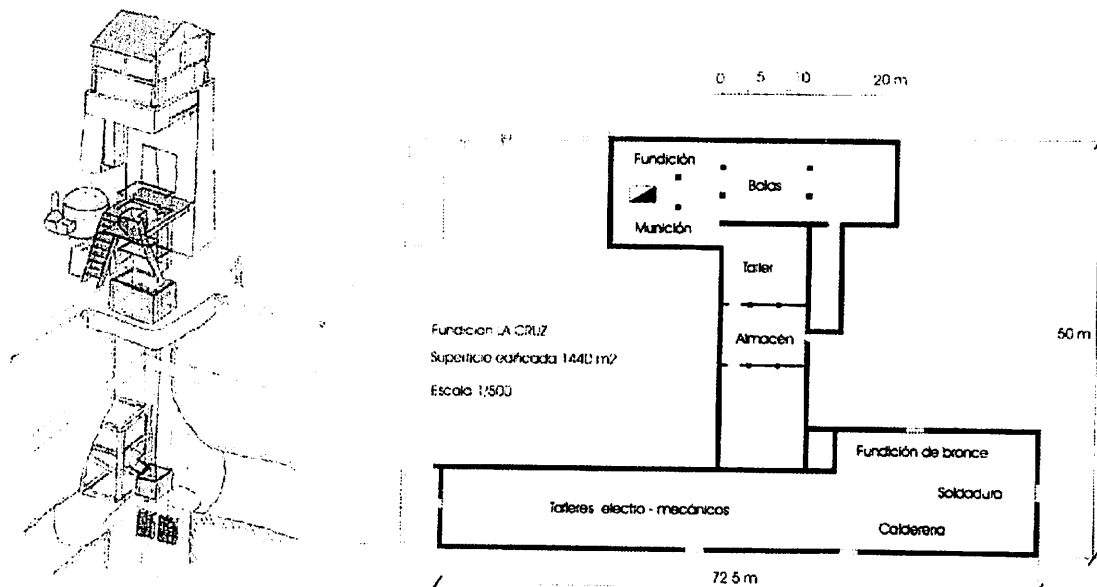 0 5 10 20 m
Fundición
Bolas
Munición
Taller
Fundicion LA CRUZ
Almacén
50 m
Superficie edificada 1440 m2
Escala 1/500
Fundición de bronce
Soldadura
Talleres electro - mecánicos
Caldereria
72 5 m